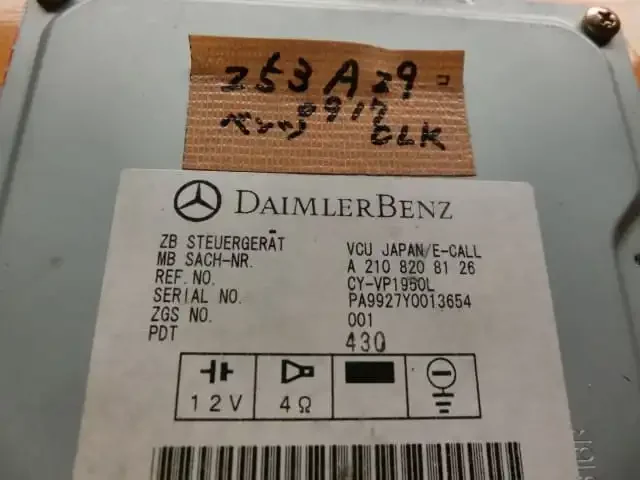 253A29-
0917
ベンツ CLK
DAIMLERBENZ
ZB STEUERGERÄT VCU JAPAN/E-CALL
MB SACH-NR. A 210 820 81 26
REF. NO. CY-VP1950L
SERIAL NO. PA9927Y0013654
ZGS NO. 001
PDT 430
12V 4Ω